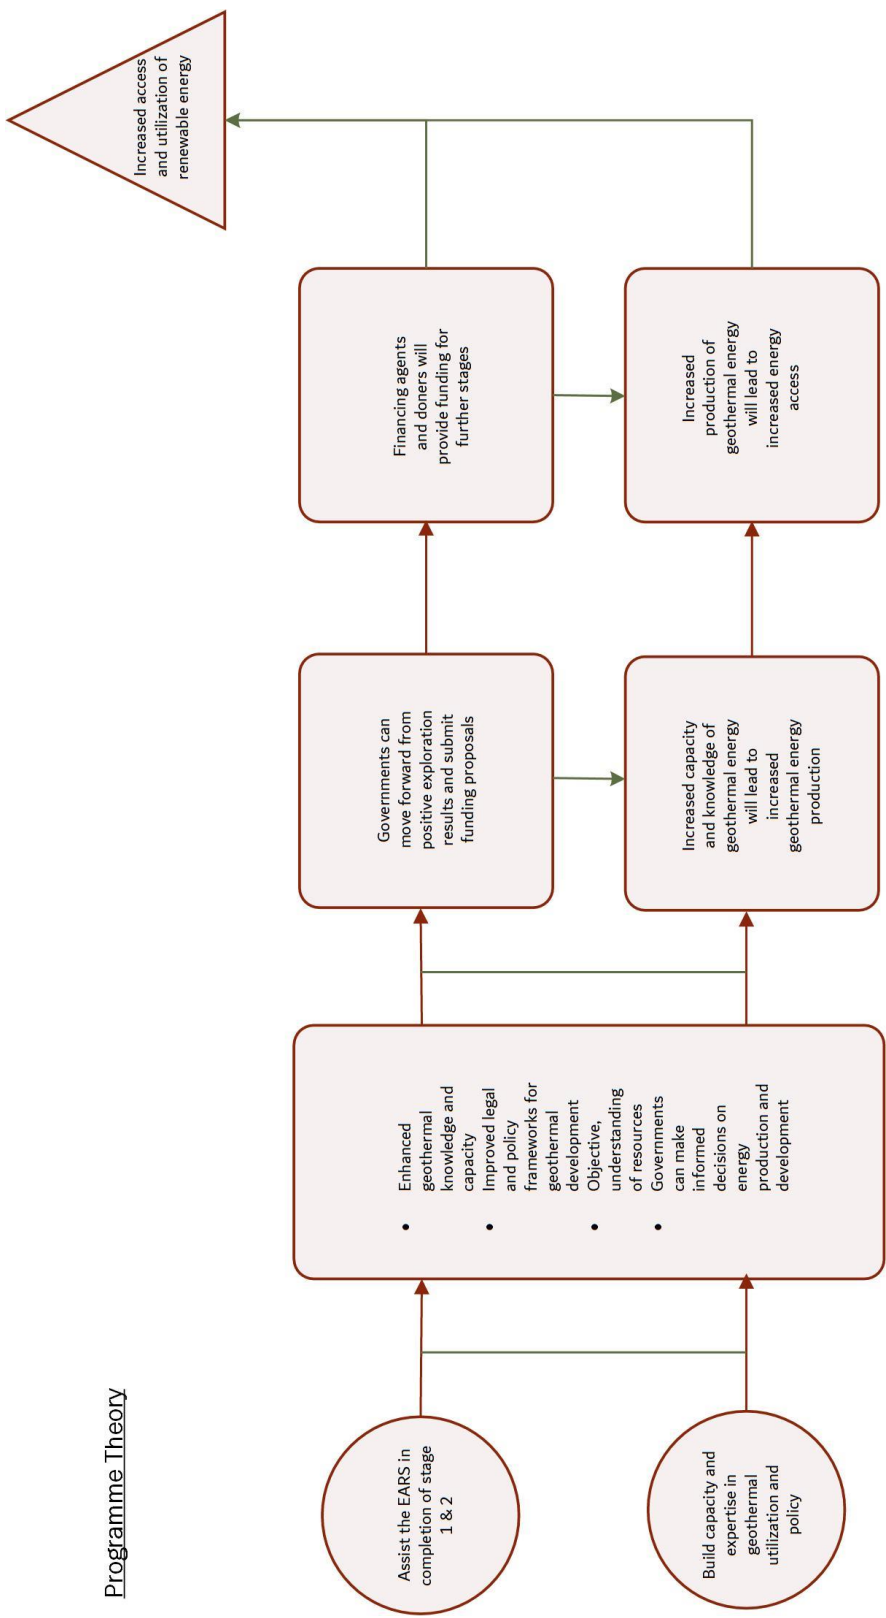 Programme Theory
Assist the EARS in
completion of stage
1 & 2
Build capacity and
expertise in
geothermal
utilization and
policy
• Enhanced
geothermal
knowledge and
capacity
• Improved legal
and policy
frameworks for
geothermal
development
• Objective,
understanding
of resources
• Governments
can make
informed
decisions on
energy
production and
development
Governments can
move forward from
positive exploration
results and submit
funding proposals
Increased capacity
and knowledge of
geothermal energy
will lead to
increased
geothermal energy
production
Financing agents
and doners will
provide funding for
further stages
Increased
production of
geothermal energy
will lead to
increased energy
access
Increased access
and utilization of
renewable energy